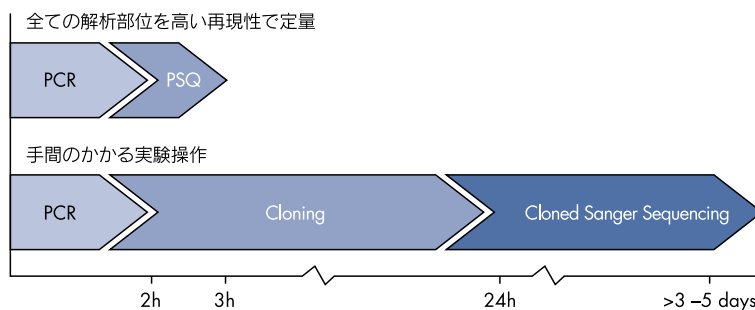 全ての解析部位を高い再現性で定量
PCR PSQ
手間のかかる実験操作
PCR Cloning Cloned Sanger Sequencing
2h 3h 24h >3 –5 days